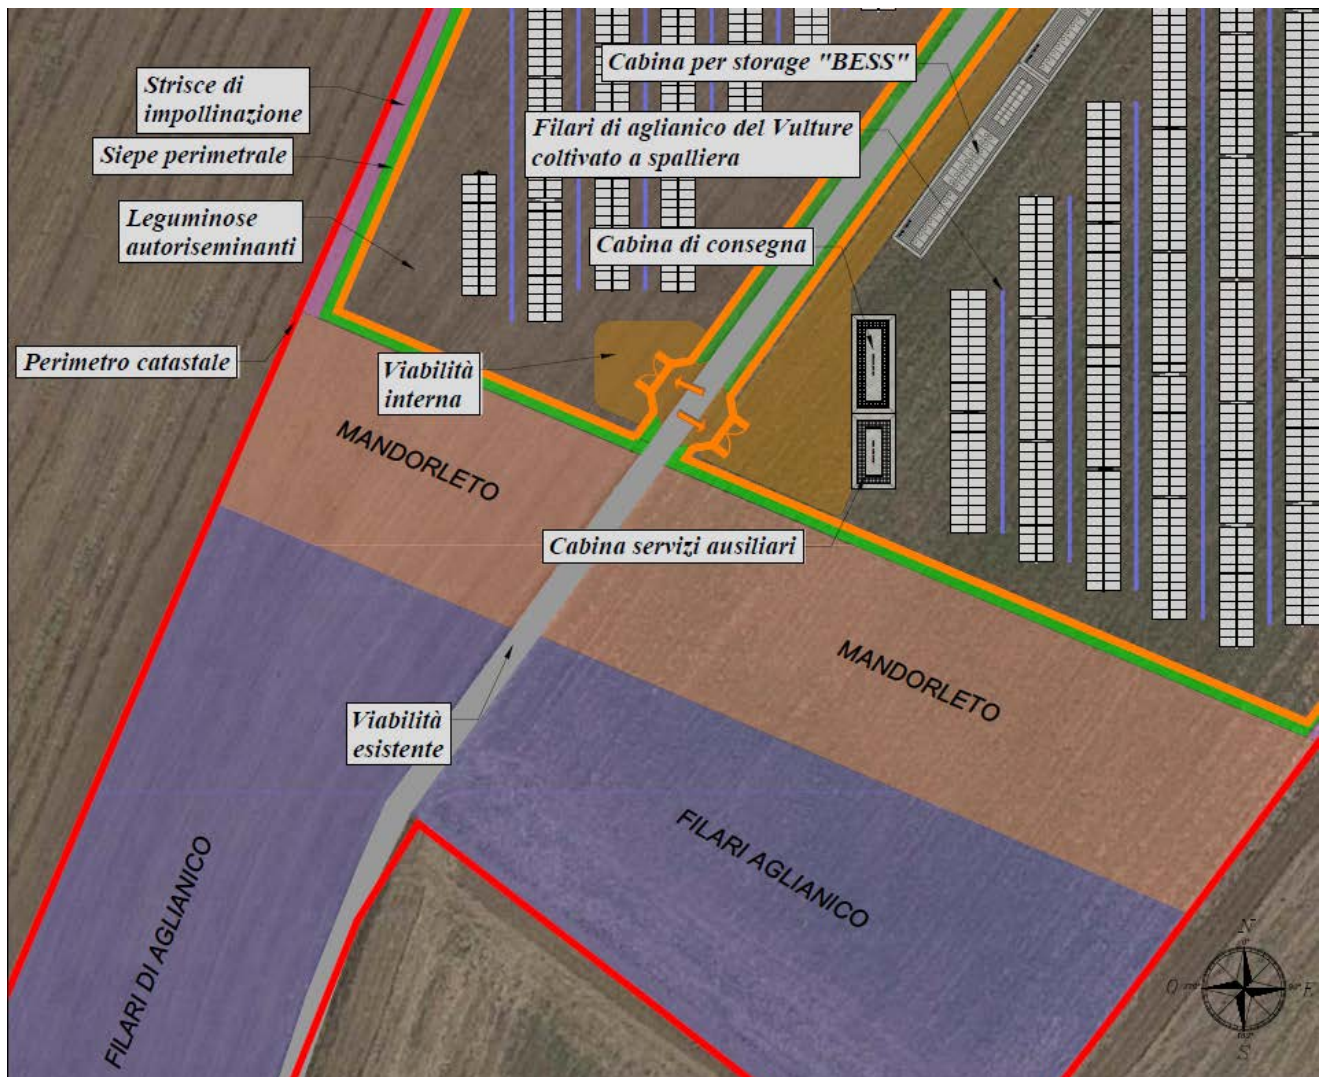 Cabina per storage "BESS"
Strisce di
impollinazione
Filari di aglianico del Vulture
coltivato a spalliera
Siepe perimetrale
Leguminose
autoriseminanti
Cabina di consegna
Perimetro catastale
Viabilità
interna
MANDORLETO
Cabina servizi ausiliari
MANDORLETO
Viabilità
esistente
FILARI AGLIANICO
FILARI DI AGLIANICO
N
O
E
S